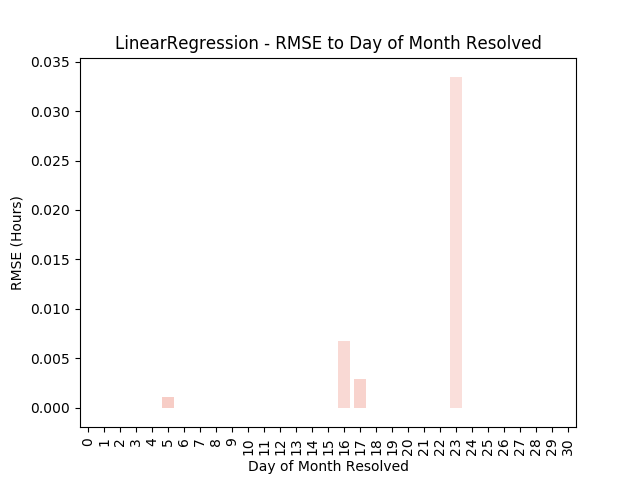 LinearRegression - RMSE to Day of Month Resolved
0.035
0.030
0.025
0.020
0.015
0.010
0.005
0.000
RMSE (Hours)
0 1 2 3 4 5 6 7 8 9 10 11 12 13 14 15 16 17 18 19 20 21 22 23 24 25 26 27 28 29 30
Day of Month Resolved